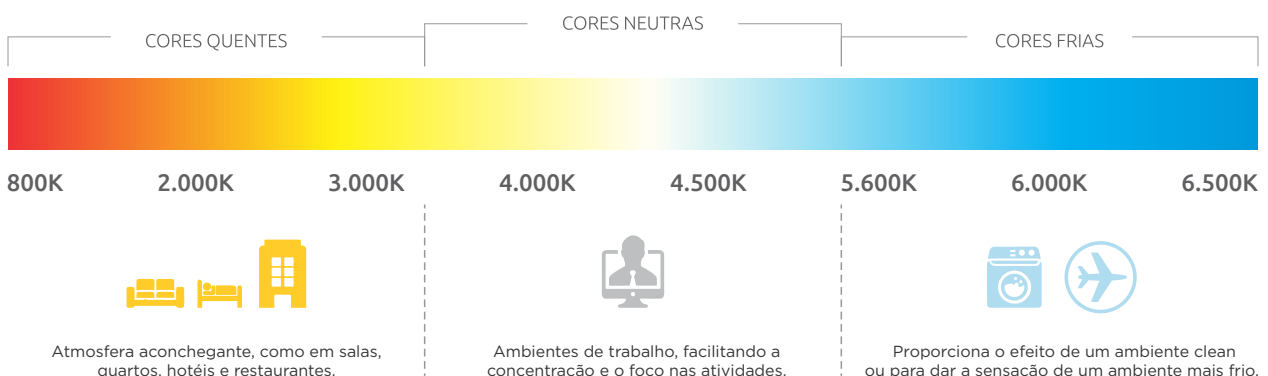 CORES QUENTES
CORES NEUTRAS
CORES FRIAS
800K 2.000K 3.000K 4.000K 4.500K 5.600K 6.000K 6.500K
Atmosfera aconchegante, como em salas,
quartos, hotéis e restaurantes.
Ambientes de trabalho, facilitando a
concentração e o foco nas atividades.
Proporciona o efeito de um ambiente clean
ou para dar a sensação de um ambiente mais frio.